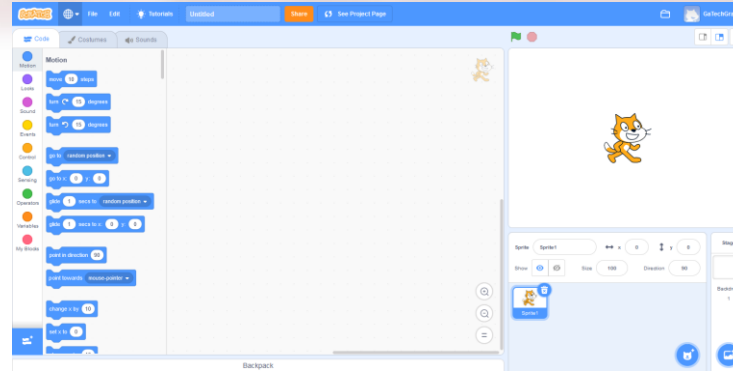 SCRATCH File Edit Tutorials Untitled Share See Project Page GaTechGr
Code Costumes Sounds
Motion
Looks
Sound
Events
Control
Sensing
Operators
Variables
My Blocks
Motion
move 10 steps
turn 15 degrees
turn 15 degrees
go to random position
go to x: 0 y: 0
glide 1 secs to random position
glide 1 secs to x: 0 y: 0
point in direction 90
point towards mouse-pointer
change x by 10
set x to 0
Backpack
Sprite Sprite1 x 0 y 0
Show Size 100 Direction 90
Sprite1
Stag
Backdr
1